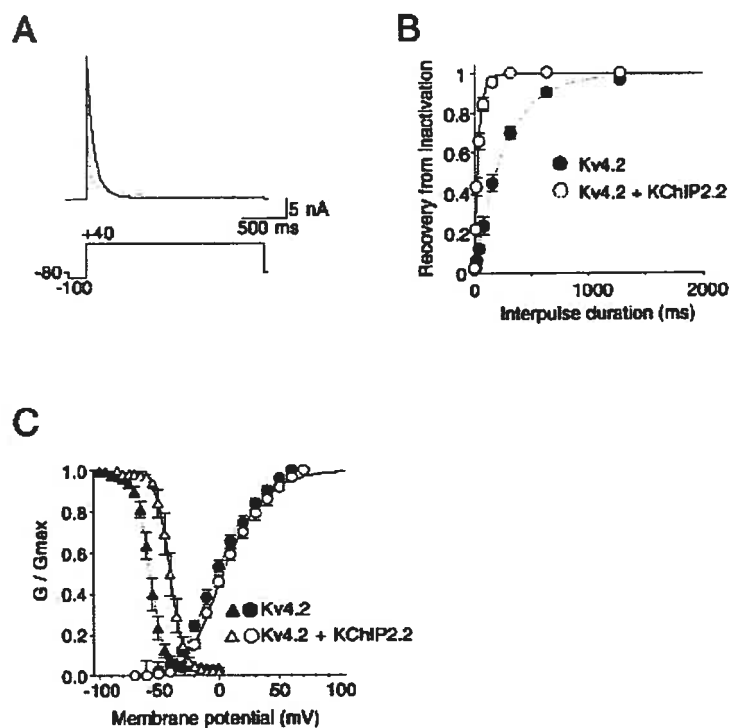 A
5 nA
500 ms
+40
-80
-100
B
Recovery from Inactivation
1
0.8
0.6
0.4
0.2
0
Kv4.2
Kv4.2 + KChIP2.2
0
1000
2000
Interpulse duration (ms)
C
G / Gmax
1.0
0.8
0.6
0.4
0.2
0.0
Kv4.2
Kv4.2 + KChIP2.2
-100
-50
0
50
100
Membrane potential (mV)